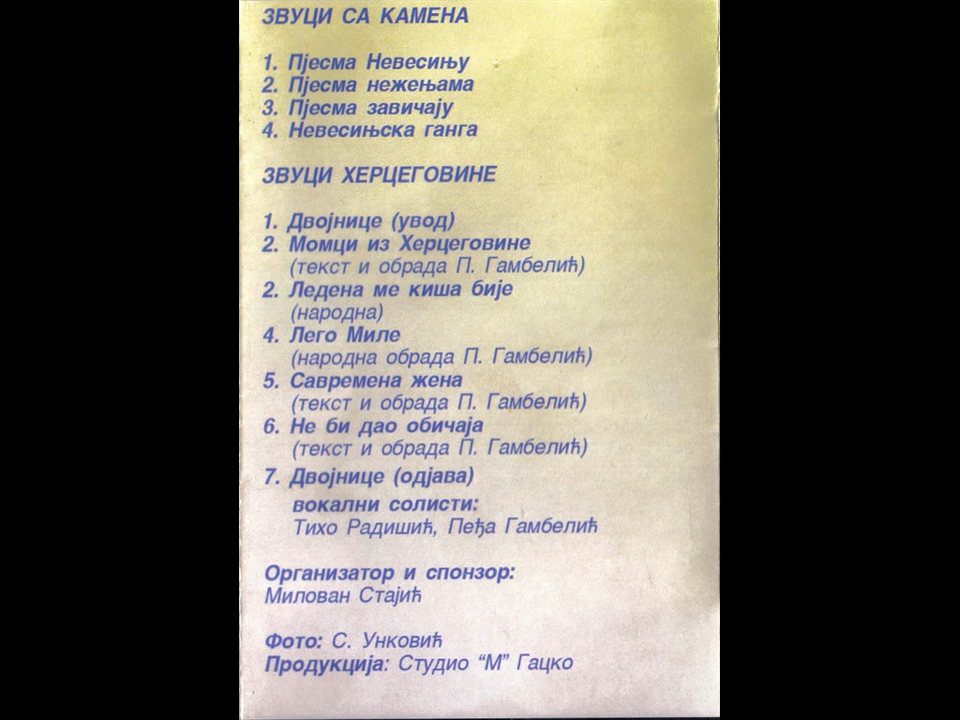 ЗВУЦИ СА КАМЕНА
1. Пјесма Невесињу
2. Пјесма нежењама
3. Пјесма завичају
4. Невесињска ганга
ЗВУЦИ ХЕРЦЕГОВИНЕ
1. Двојнице (увод)
2. Момци из Херцеговине
(текст и обрада П. Гамбелић)
2. Ледена ме киша бије
(народна)
4. Лего Миле
(народна обрада П. Гамбелић)
5. Савремена жена
(текст и обрада П. Гамбелић)
6. Не би дао обичаја
(текст и обрада П. Гамбелић)
7. Двојнице (одјава)
вокални солисти:
Тихо Радишић, Пеђа Гамбелић
Организатор и спонзор:
Милован Стајић
Фото: С. Унковић
Продукција: Студио “М” Гацко